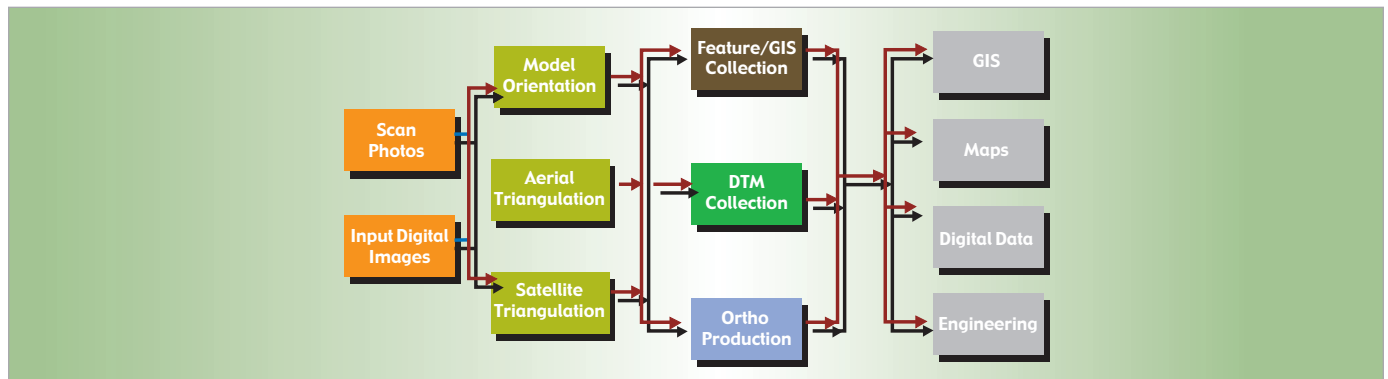 Scan
Photos
Input Digital
Images
Model
Orientation
Aerial
Triangulation
Satellite
Triangulation
Feature/GIS
Collection
DTM
Collection
Ortho
Production
GIS
Maps
Digital Data
Engineering